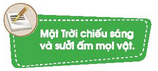 Mặt Trời chiếu sáng
và sưởi ấm mọi vật.